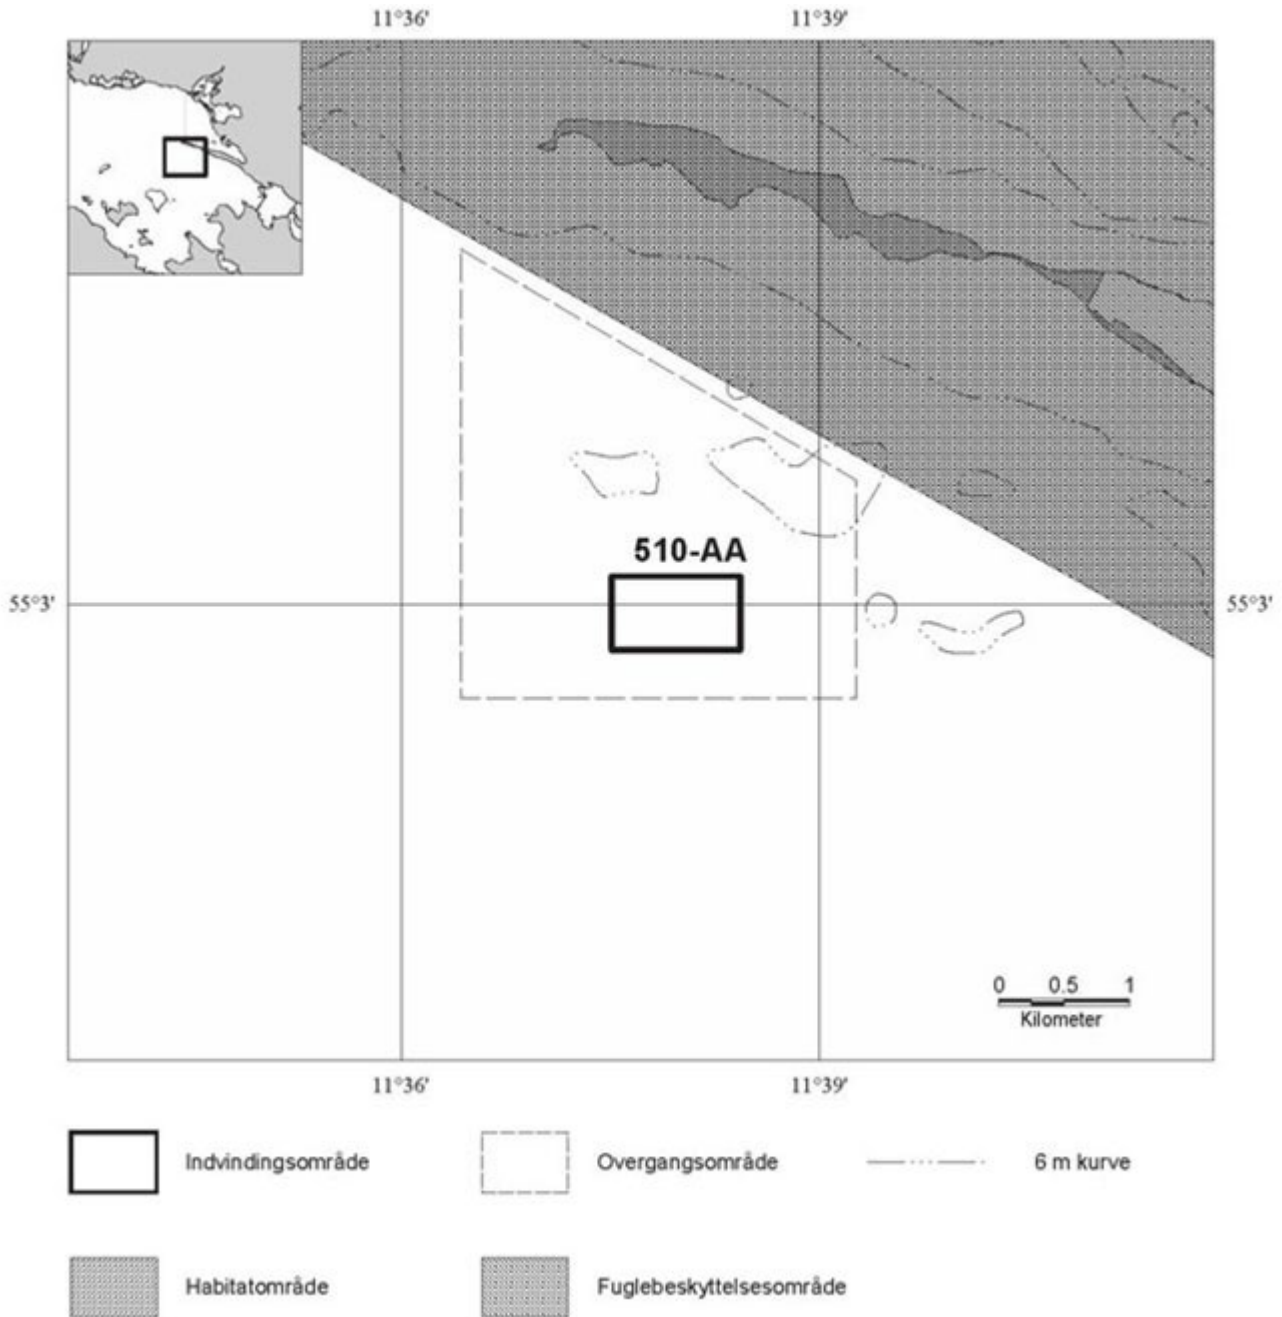 11°36' 11°39'
510-AA
55°3' 55°3'
0 0.5 1
Kilometer
11°36' 11°39'
Indvindingsområde Overgangsområde 6 m kurve
Habitatområde Fuglebeskyttelsesområde